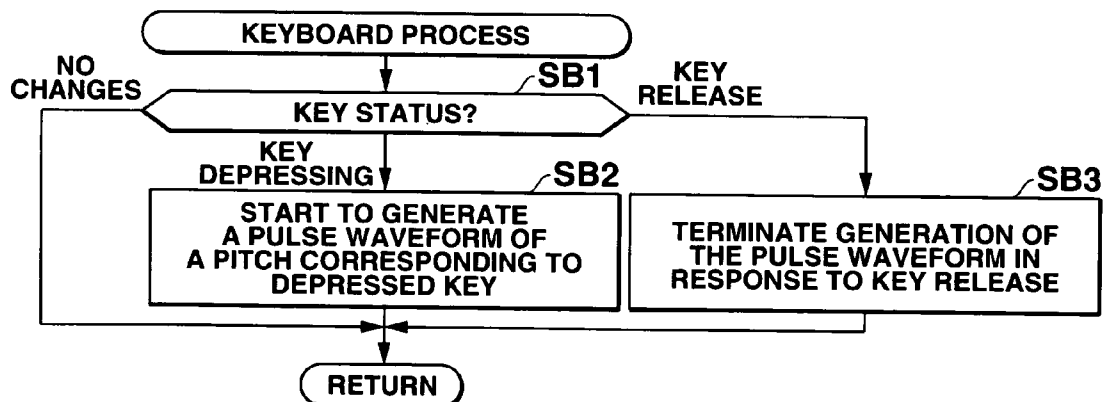 KEYBOARD PROCESS
NO
CHANGES
SB1
KEY
RELEASE
KEY STATUS?
KEY
DEPRESSING
SB2
START TO GENERATE
A PULSE WAVEFORM OF
A PITCH CORRESPONDING TO
DEPRESSED KEY
SB3
TERMINATE GENERATION OF
THE PULSE WAVEFORM IN
RESPONSE TO KEY RELEASE
RETURN